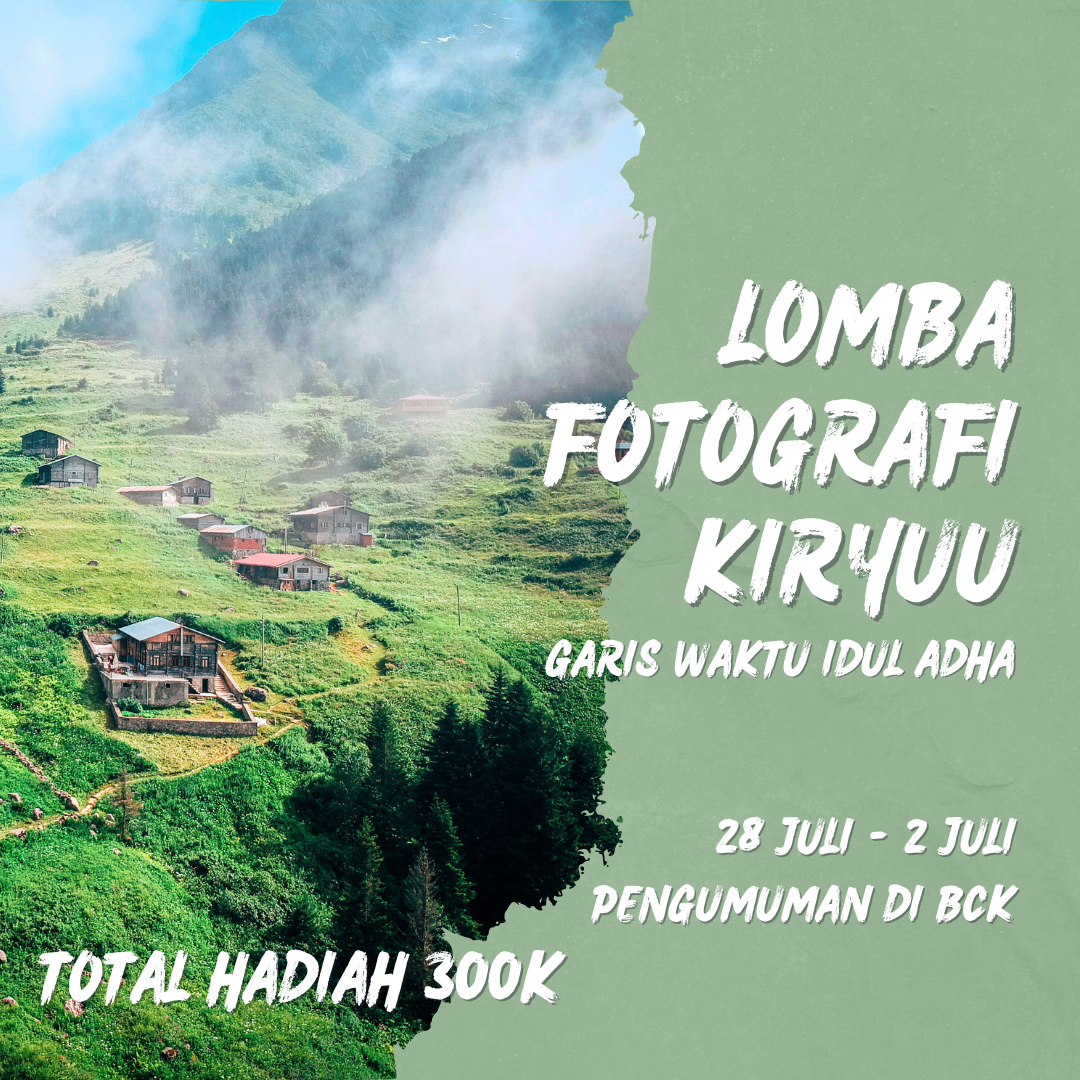 LOMBA
FOTOGRAFI
KIRYUU
GARIS WAKTU IDUL ADHA
28 JULI - 2 JULI
PENGUMUMAN DI BCK
TOTAL HADIAH 300K